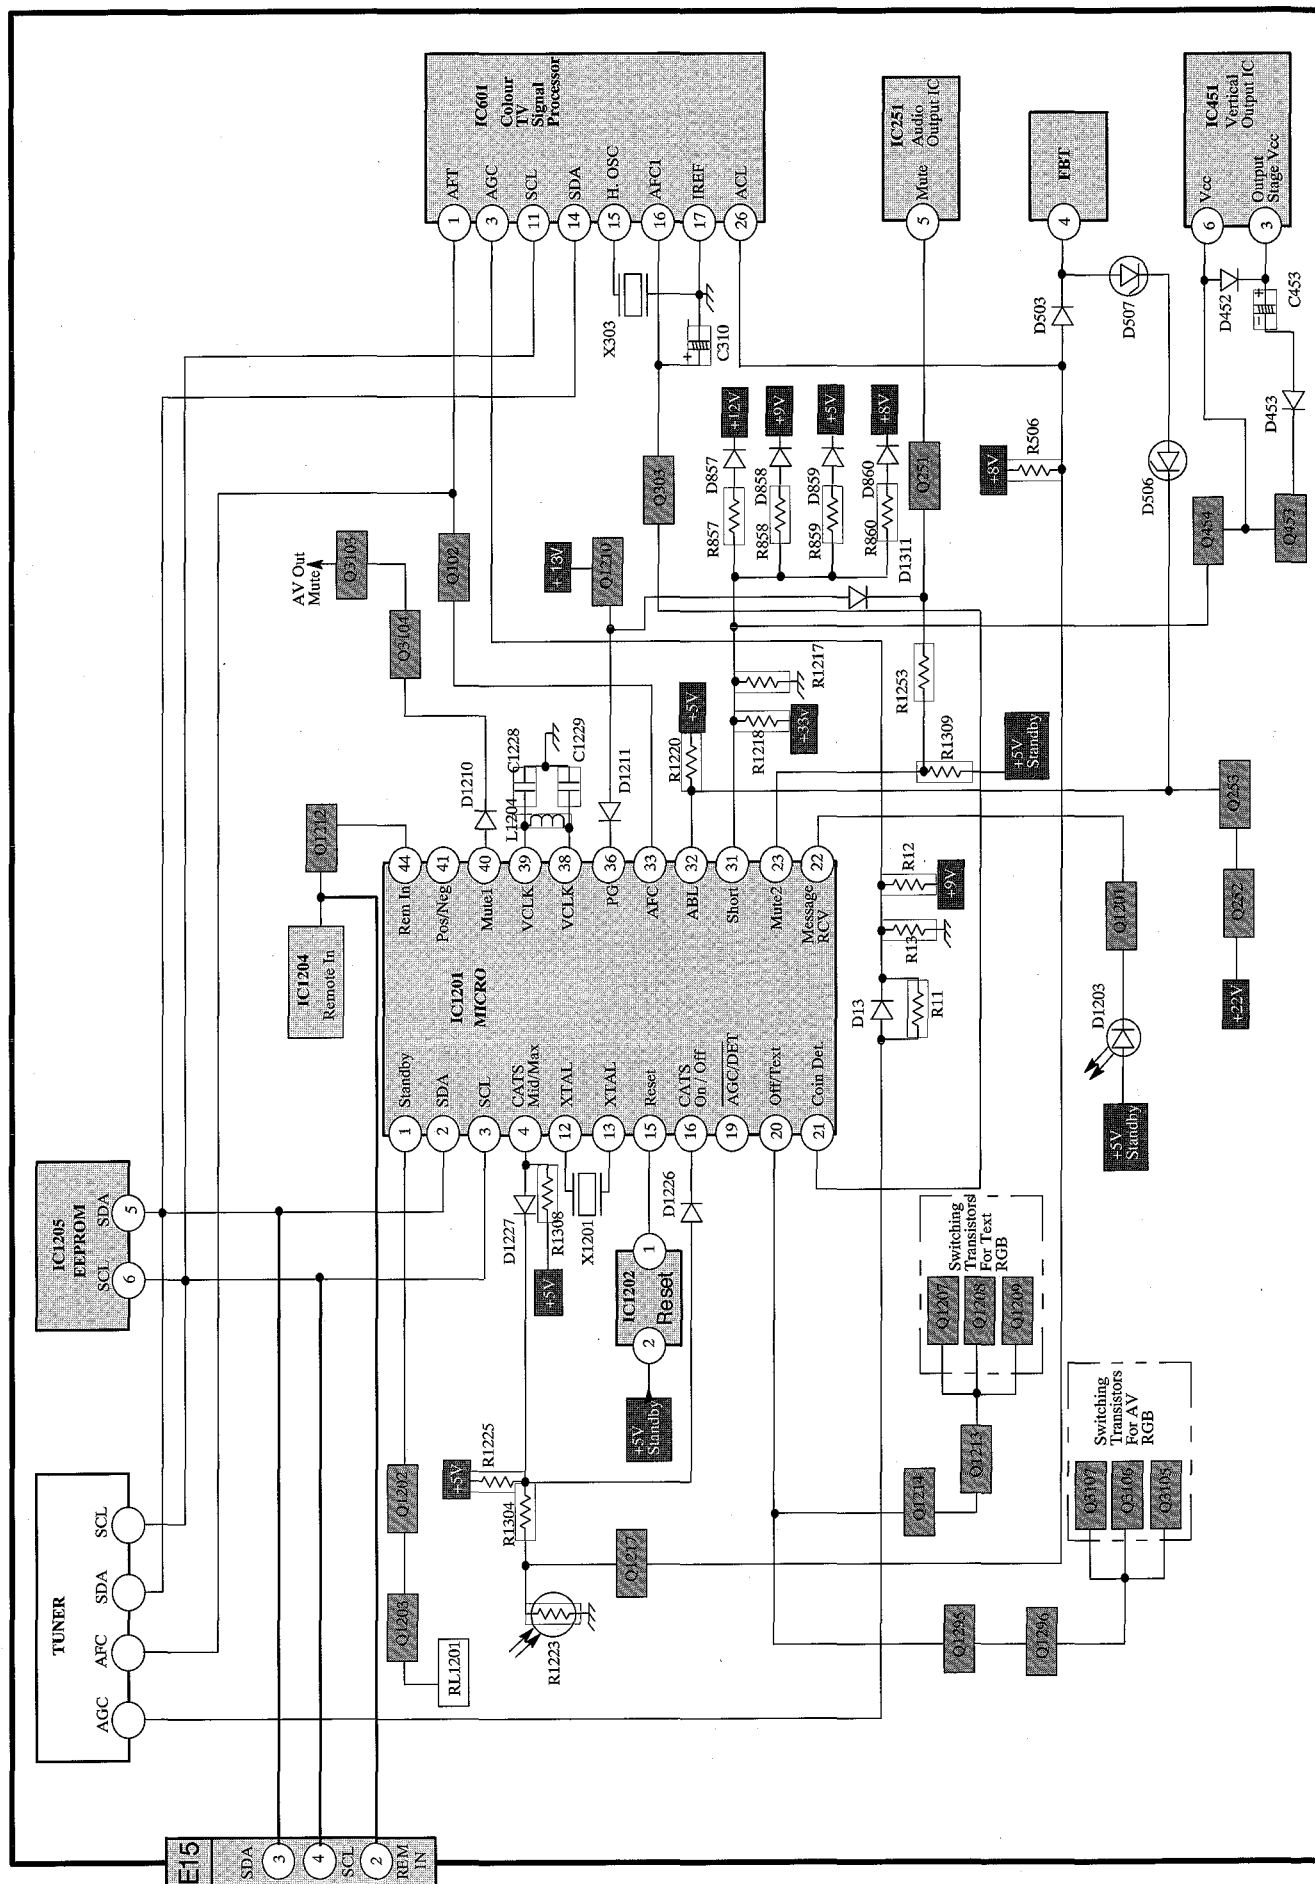 E15
SDA
3
4
SCL
2
REM
IN
TUNER
AGC
AFC
SDA
SCL
IC1205
EEPROM
SCL
SDA
6
5
RL1201
Q1203
Q1202
+5V
R1225
R1304
R1223
Q1217
+5V
Standby
IC1202
Reset
2
1
D1227
R1308
+5V
X1201
D1226
IC1204
Remote In
Q1212
IC1201
MICRO
1
Standby
2
SDA
3
SCL
4
CATS
Mid/Max
12
XTAL
13
XTAL
15
Reset
16
CATS
On / Off
19
AGC/DET
20
Off/Text
21
Coin Det.
Rem In
44
Pos/Neg
41
Mute1
40
VCLK
39
VCLK
38
PG
36
AFC
33
ABL
32
Short
31
Mute2
23
Message
RCV
22
D1210
Q3104
Q3103
AV Out
Mute
Q102
L1204
C1228
C1229
D1211
+13V
Q1210
R1220
+5V
R1218
+33v
R1217
R857
D857
+12V
R858
D858
+9V
R859
D859
+5V
R860
D860
+8V
D1311
R1253
R1309
+5V
Standby
Q251
Q303
X303
C310
IC601
Colour
TV
Signal
Processor
1
AFT
3
AGC
11
SCL
14
SDA
15
H. OSC
16
AFC1
17
IREF
26
ACL
IC251
Audio
Output IC
5
Mute
FBT
4
D503
D507
+8V
R506
D506
IC451
Vertical
Output IC
6
Vcc
3
Output
Stage Vcc
D452
C453
D453
Q454
Q453
D13
R11
R13
R12
+9V
Q253
Q252
+22V
Q1201
D1203
+5V
Standby
Switching
Transistors
For Text
RGB
Q1207
Q1208
Q1209
Q1213
Q1214
Switching
Transistors
For AV
RGB
Q3107
Q3106
Q3105
Q1295
Q1296